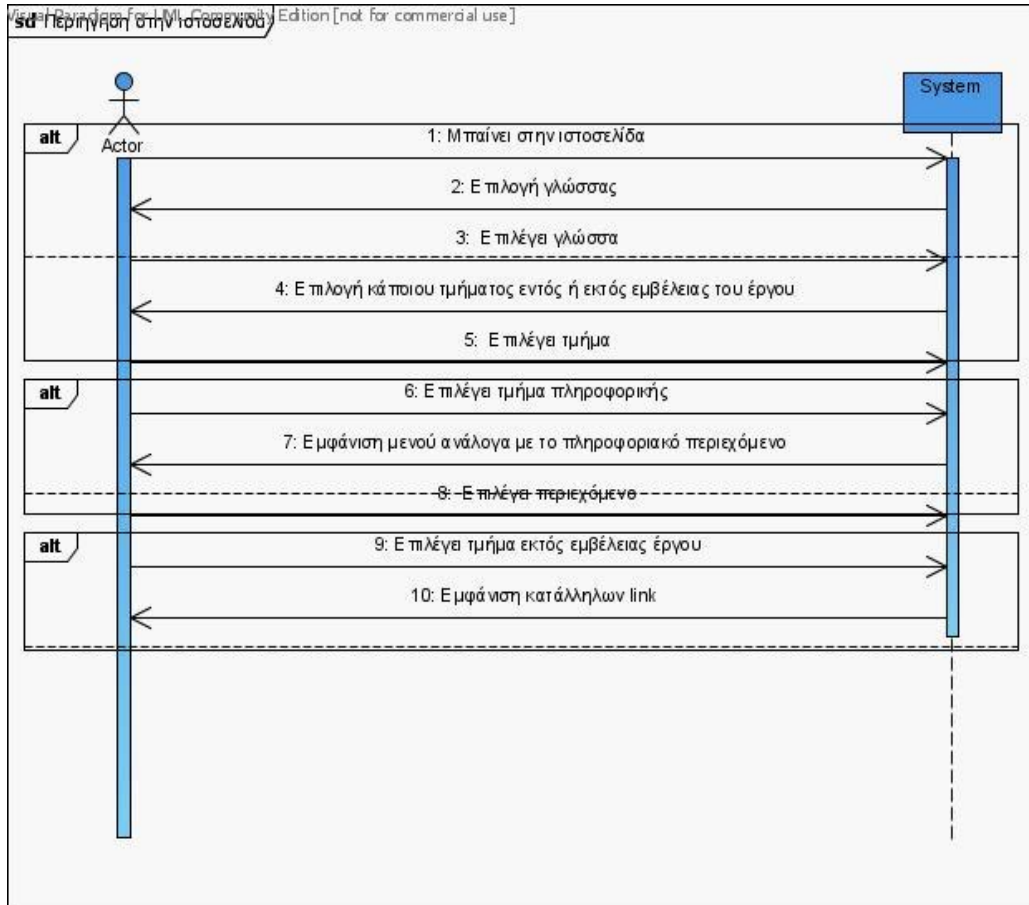 Visual Paradigm for UML Community Edition [not for commercial use]
sd Περιήγηση στην ιστοσελίδα
System
alt
Actor
1: Μπαίνει στην ιστοσελίδα
2: Επιλογή γλώσσας
3: Επιλέγει γλώσσα
4: Επιλογή κάποιου τμήματος εντός ή εκτός εμβέλειας του έργου
5: Επιλέγει τμήμα
alt
6: Επιλέγει τμήμα πληροφορικής
7: Εμφάνιση μενού ανάλογα με το πληροφοριακό περιεχόμενο
8: Επιλέγει περιεχόμενο
alt
9: Επιλέγει τμήμα εκτός εμβέλειας έργου
10: Εμφάνιση κατάλληλων link